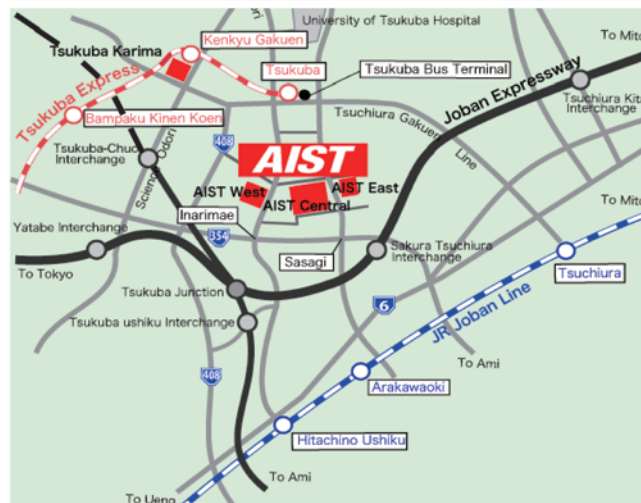 University of Tsukuba Hospital
To Mito
Kenkyu Gakuen
Tsukuba Karima
Tsukuba
Tsukuba Bus Terminal
Tsukuba Express
Joban Expressway
Bampaku Kinen Koen
Tsuchiura Kita
Interchange
Tsuchiura Gakuen Line
408
Tsukuba-Chuo
Interchange
Science Odori
AIST
AIST West
AIST East
AIST Central
Inarimae
To Mito
Yatabe Interchange
354
Sasagi
Sakura Tsuchiura
Interchange
Tsuchiura
To Tokyo
Tsukuba Junction
6
JR Joban Line
Tsukuba ushiku Interchange
To Ami
408
Arakawaoki
Hitachino Ushiku
To Ami
To Ueno